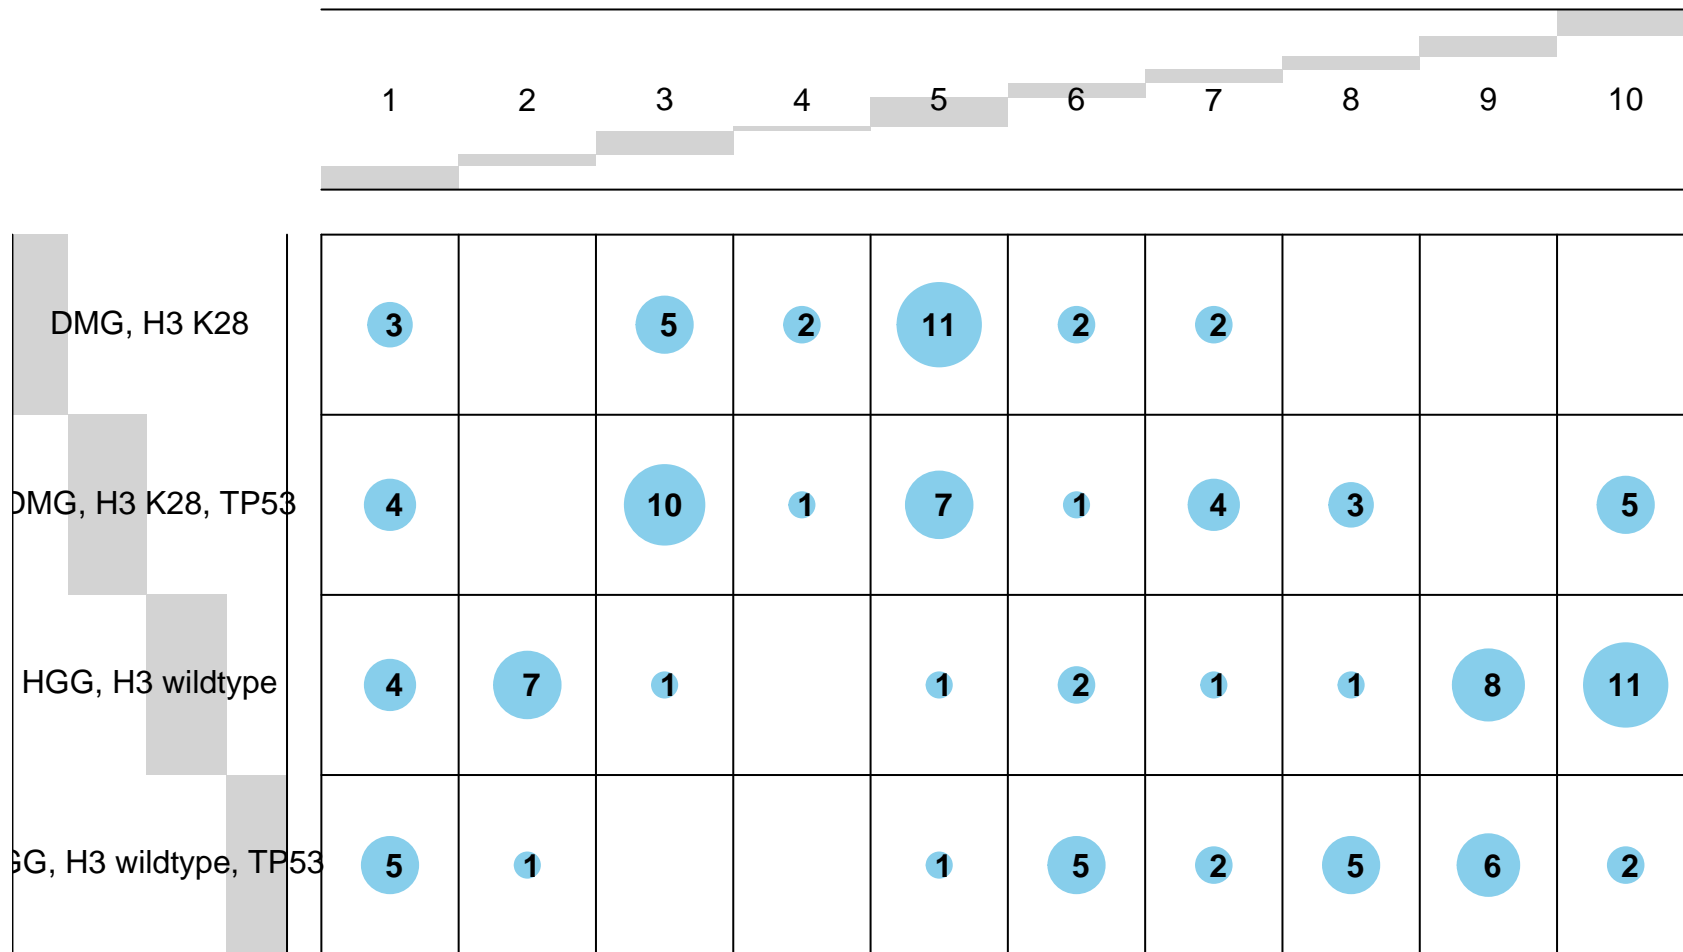 1 2 3 4 5 6 7 8 9 10
DMG, H3 K28 3 5 2 11 2 2
DMG, H3 K28, TP53 4 10 1 7 1 4 3 5
HGG, H3 wildtype 4 7 1 1 2 1 1 8 11
GG, H3 wildtype, TP53 5 1 1 5 2 5 6 2